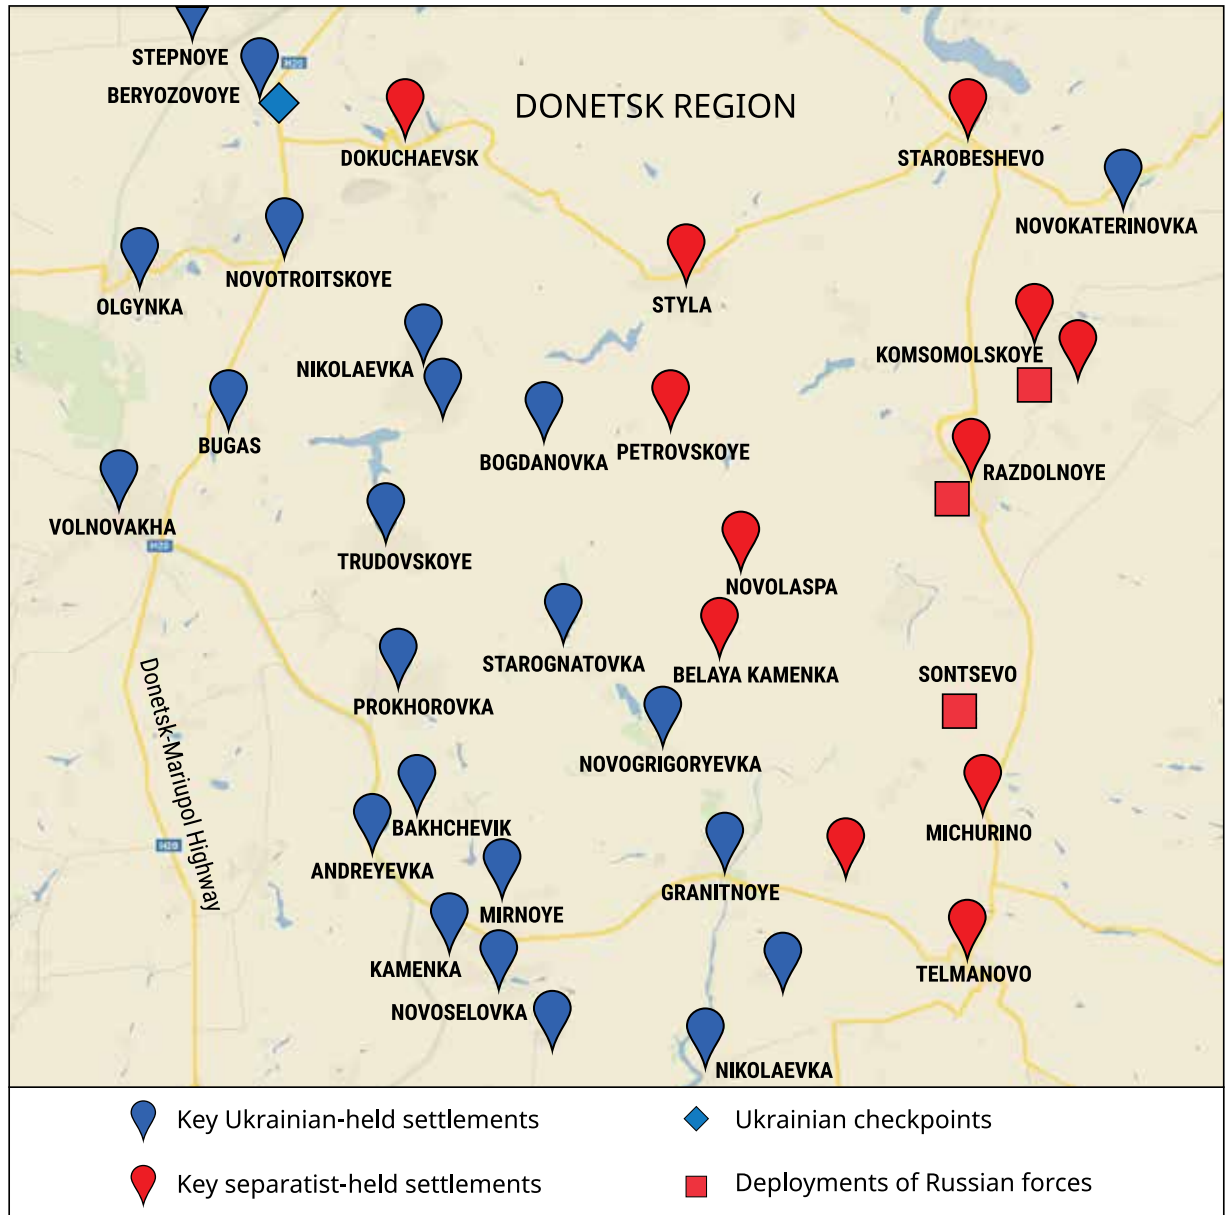 STEPNOYE
BERYOZOVOYE
DONETSK REGION
DOKUCHAEVSK
STAROBESHEVO
NOVOKATERINOVKA
NOVOTROITSKOYE
OLGYNKA
STYLA
KOMSOMOLSKOYE
NIKOLAEVKA
BUGAS
BOGDANOVKA
PETROVSKOYE
RAZDOLNOYE
VOLNOVAKHA
H20
TRUDOVSKOYE
NOVOLASPA
STAROGNATOVKA
BELAYA KAMENKA
SONTSEVO
PROKHOROVKA
Donetsk-Mariupol Highway
NOVOGRIGORYEVKA
BAKHCHEVIK
MICHURINO
ANDREYEVKA
GRANITNOYE
MIRNOYE
KAMENKA
TELMANOVO
NOVOSELOVKA
NIKOLAEVKA
Key Ukrainian-held settlements
Ukrainian checkpoints
Key separatist-held settlements
Deployments of Russian forces